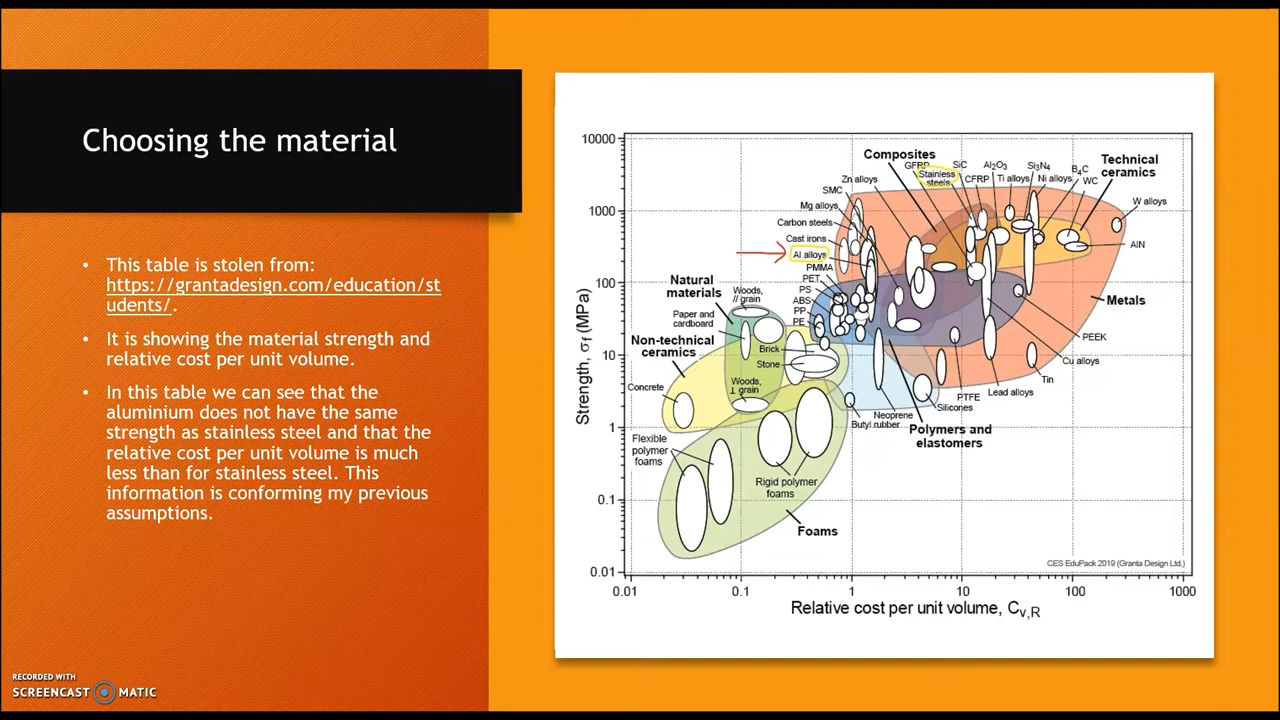 Choosing the material
• This table is stolen from:
https://grantadesign.com/education/st
udents/.
• It is showing the material strength and
relative cost per unit volume.
• In this table we can see that the
aluminium does not have the same
strength as stainless steel and that the
relative cost per unit volume is much
less than for stainless steel. This
information is conforming my previous
assumptions.
RECORDED WITH
SCREENCAST MATIC
10000
1000
100
10
1
0.1
0.01
Strength, σf (MPa)
Composites
GFRP
SiC
Al2O3
Si3N4
B4C
Technical
ceramics
Stainless
steels
CFRP
Ti alloys
Ni alloys
WC
Zn alloys
SMC
Mg alloys
Carbon steels
Cast irons
Al alloys
W alloys
AlN
PMMA
PET
PS
ABS
PP
PE
Natural
materials
Woods,
// grain
Paper and
cardboard
Metals
Non-technical
ceramics
Brick
Stone
PEEK
Cu alloys
Tin
Lead alloys
PTFE
Silicones
Concrete
Woods,
⊥ grain
Neoprene
Butyl rubber
Polymers and
elastomers
Flexible
polymer
foams
Rigid polymer
foams
Foams
CES EduPack 2019 (Granta Design Ltd.)
0.01
0.1
1
10
100
1000
Relative cost per unit volume, Cv,R